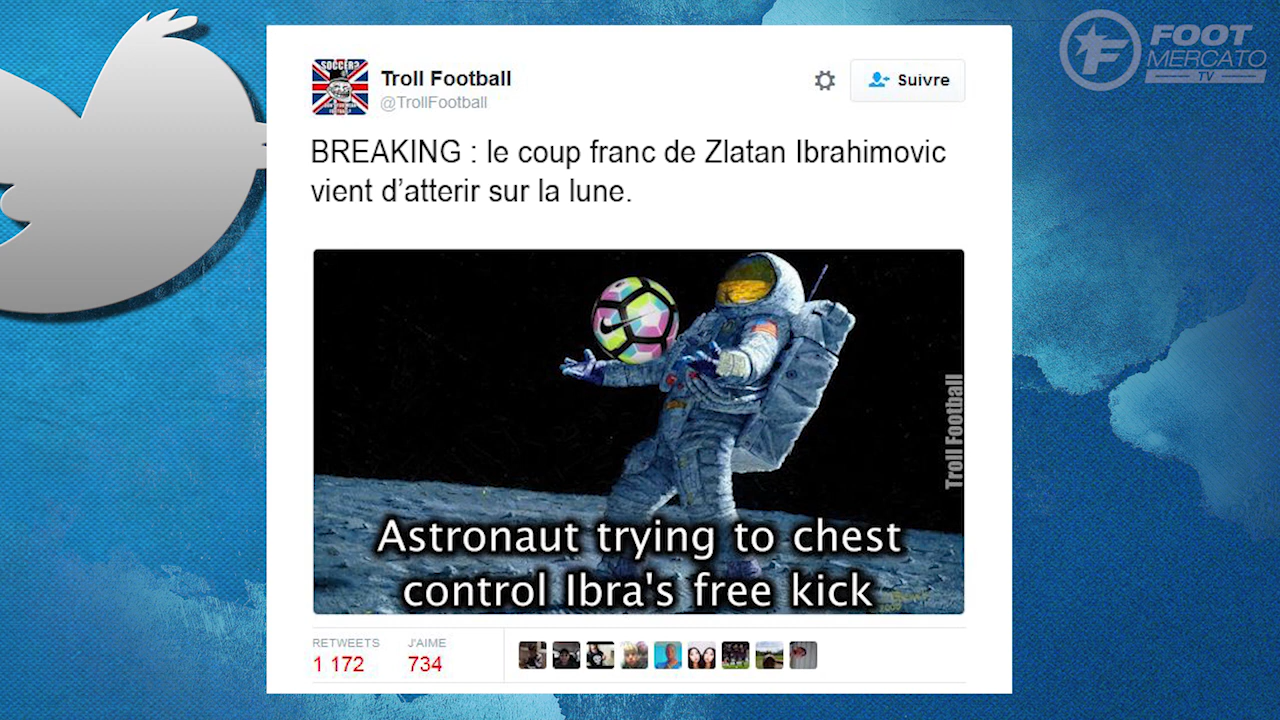 FOOT
MERCATO
TV
SOCCER?
Troll Football
@TrollFootball
Suivre
BREAKING : le coup franc de Zlatan Ibrahimovic
vient d’atterir sur la lune.
Troll Football
Astronaut trying to chest
control Ibra's free kick
RETWEETS
J'AIME
1 172
734